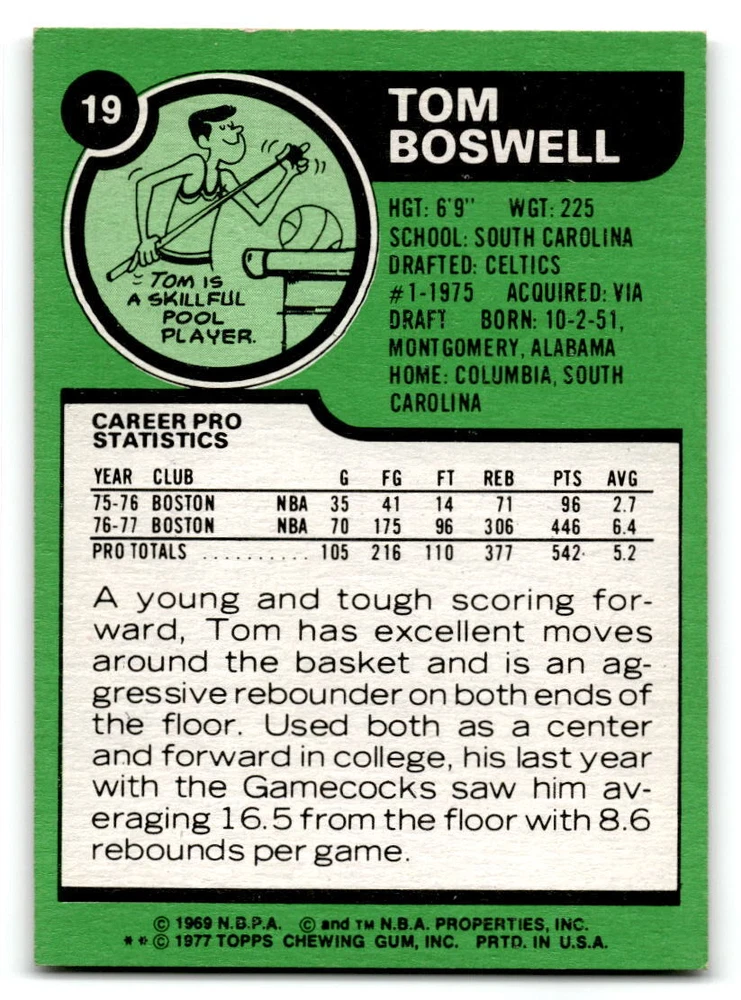 19
TOM
BOSWELL
TOM IS
A SKILLFUL
POOL
PLAYER.
HGT: 6'9" WGT: 225
SCHOOL: SOUTH CAROLINA
DRAFTED: CELTICS
#1-1975 ACQUIRED: VIA
DRAFT BORN: 10-2-51,
MONTGOMERY, ALABAMA
HOME: COLUMBIA, SOUTH
CAROLINA
CAREER PRO
STATISTICS
YEAR CLUB G FG FT REB PTS AVG
75-76 BOSTON NBA 35 41 14 71 96 2.7
76-77 BOSTON NBA 70 175 96 306 446 6.4
PRO TOTALS .......... 105 216 110 377 542 5.2
A young and tough scoring for-
ward, Tom has excellent moves
around the basket and is an ag-
gressive rebounder on both ends of
the floor. Used both as a center
and forward in college, his last year
with the Gamecocks saw him av-
eraging 16.5 from the floor with 8.6
rebounds per game.
© 1969 N.B.P.A. © and TM N.B.A. PROPERTIES, INC.
** © 1977 TOPPS CHEWING GUM, INC. PRTD. IN U.S.A.